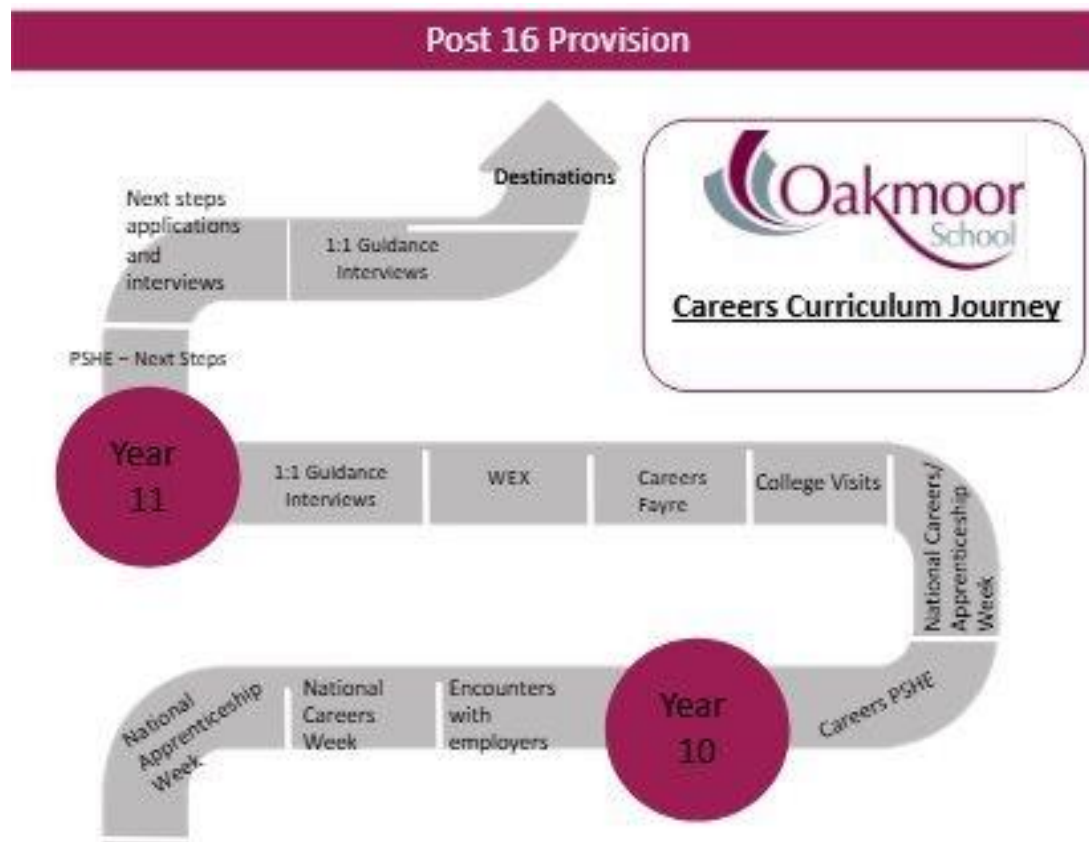 Post 16 Provision
Oakmoor
School
Careers Curriculum Journey
Destinations
Next steps
applications
and
interviews
1:1 Guidance
Interviews
PSHE – Next Steps
Year
11
1:1 Guidance
Interviews
WEX
Careers
Fayre
College Visits
National Careers/
Apprenticeship
Week
National
Apprenticeship
Week
National
Careers
Week
Encounters
with
employers
Year
10
Careers PSHE